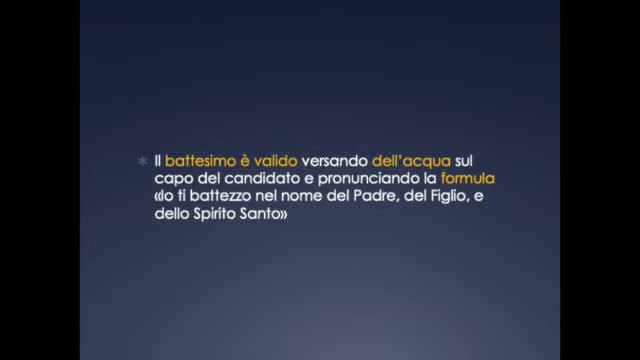 * Il battesimo è valido versando dell'acqua sul
capo del candidato e pronunciando la formula
«Io ti battezzo nel nome del Padre, del Figlio, e
dello Spirito Santo»